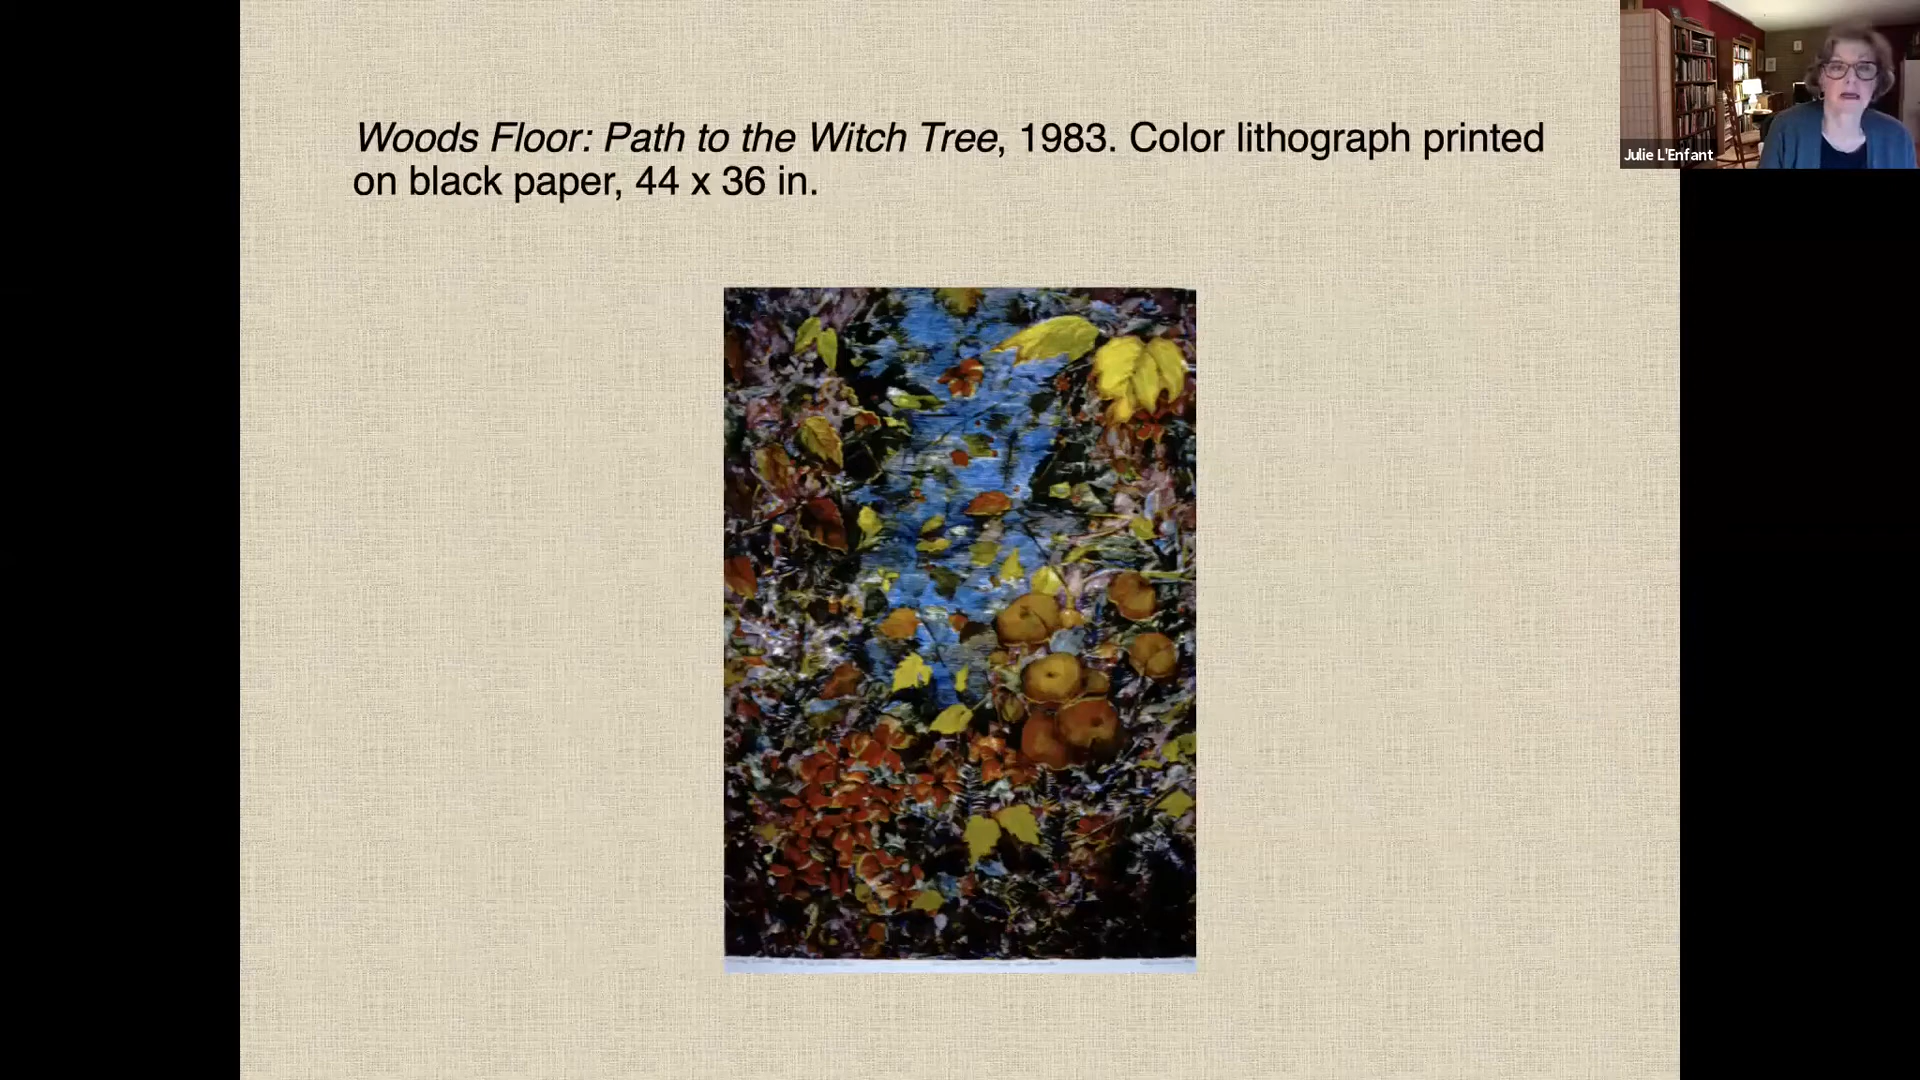 Woods Floor: Path to the Witch Tree, 1983. Color lithograph printed
on black paper, 44 x 36 in.
Julie L'Enfant